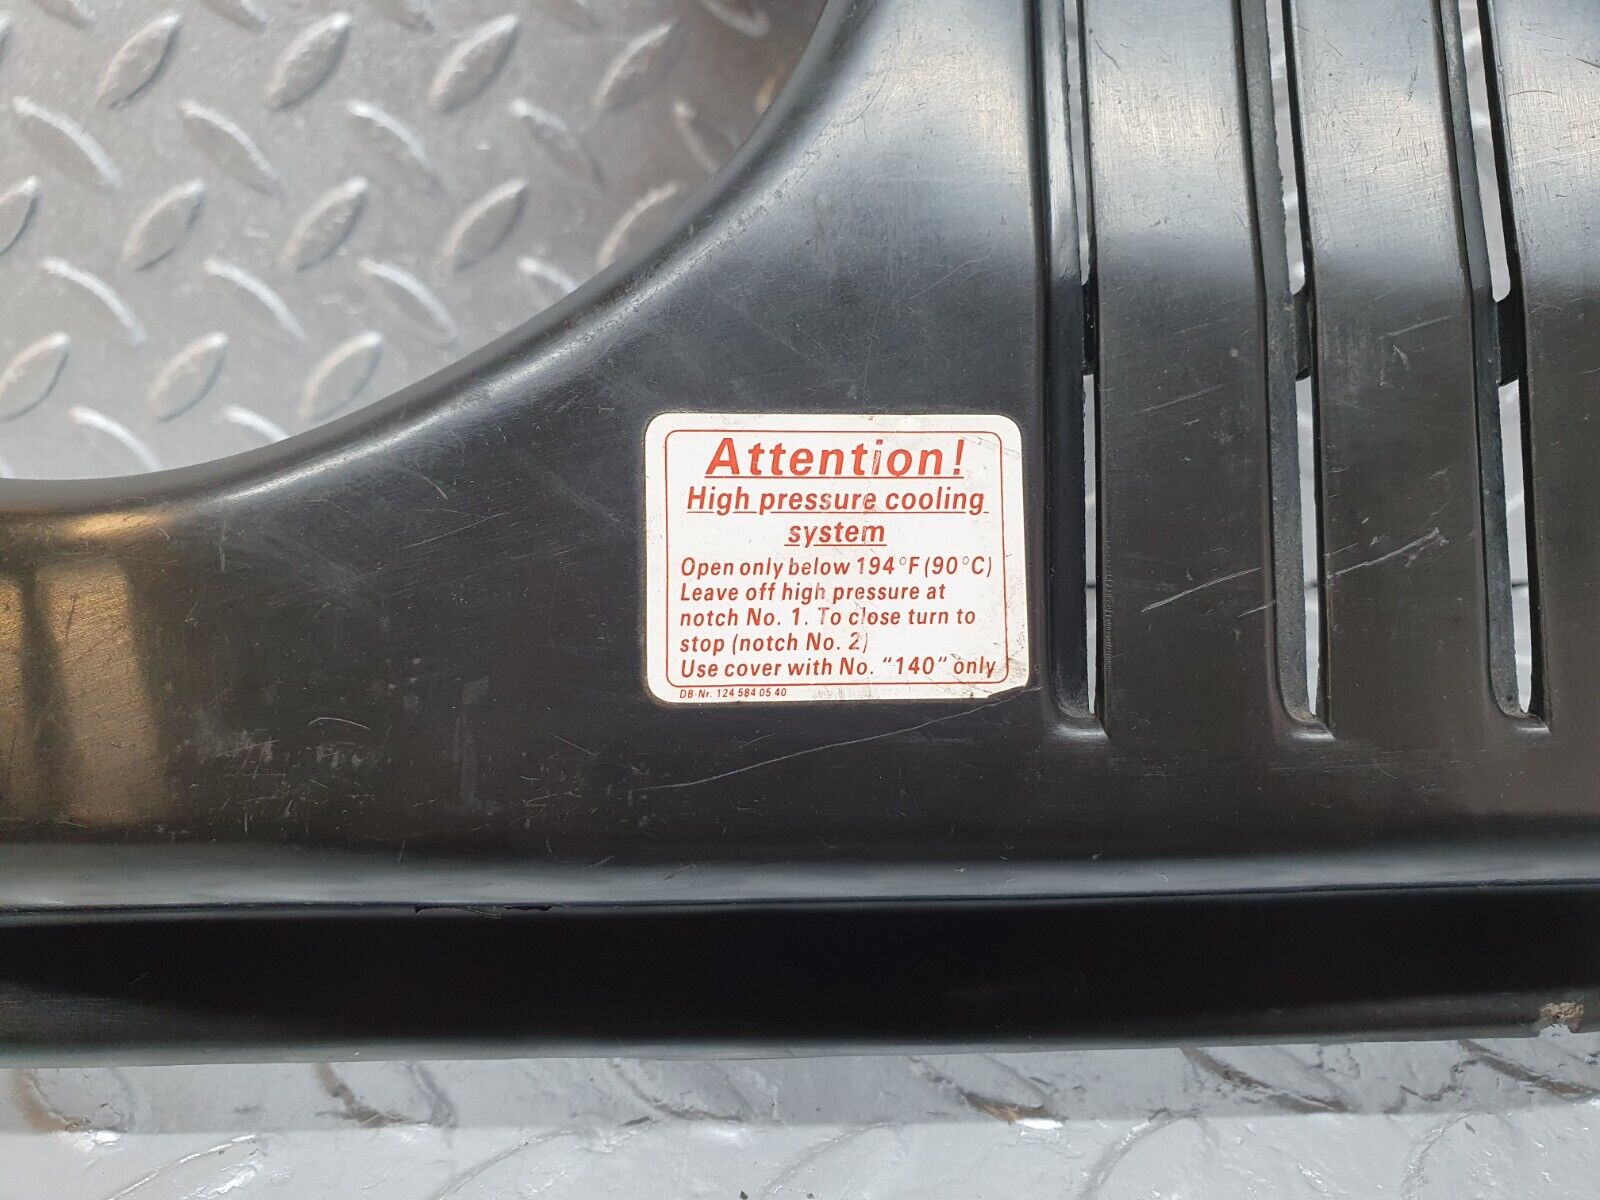 Attention!
High pressure cooling
system
Open only below 194°F (90°C)
Leave off high pressure at
notch No. 1. To close turn to
stop (notch No. 2)
Use cover with No. "140" only
DB-Nr. 124 584 05 40